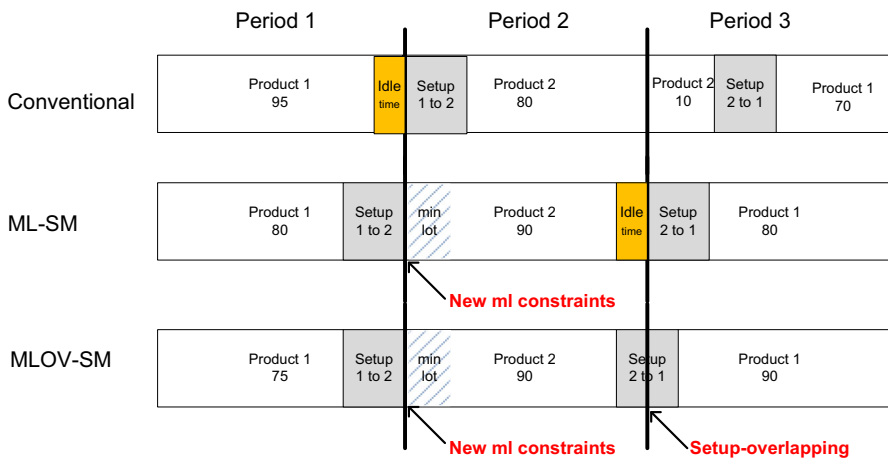 Period 1 Period 2 Period 3
Conventional
Product 1
95
Idle
time
Setup
1 to 2
Product 2
80
Product 2
10
Setup
2 to 1
Product 1
70
ML-SM
Product 1
80
Setup
1 to 2
min
lot
Product 2
90
Idle
time
Setup
2 to 1
Product 1
80
New ml constraints
MLOV-SM
Product 1
75
Setup
1 to 2
min
lot
Product 2
90
Setup
2 to 1
Product 1
90
New ml constraints
Setup-overlapping